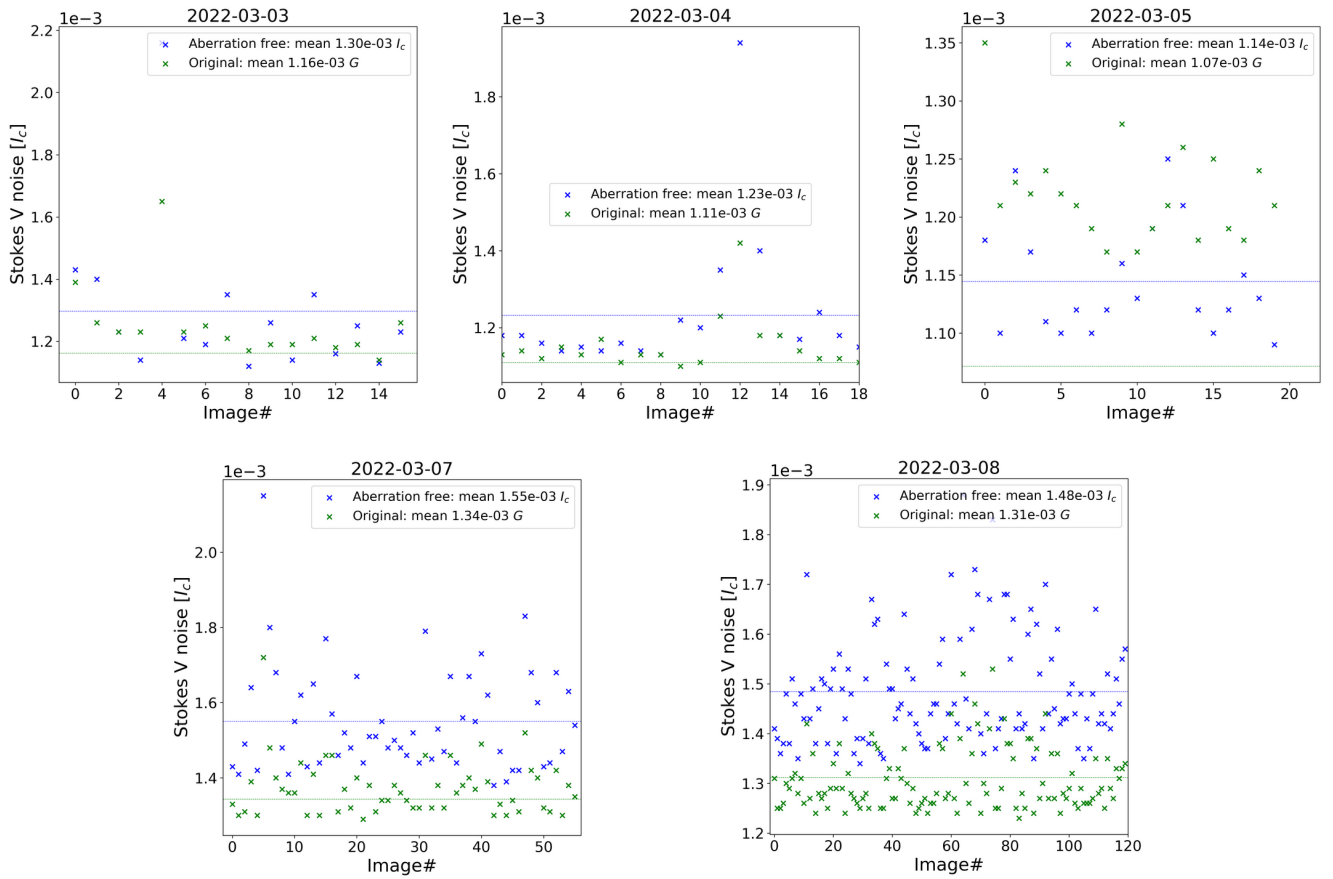 2022-03-03
1e−3
Stokes V noise [I_c]
2.2
2.0
1.8
1.6
1.4
1.2
Aberration free: mean 1.30e-03 I_c
Original: mean 1.16e-03 G
0 2 4 6 8 10 12 14
Image#
2022-03-04
1e−3
Stokes V noise [I_c]
1.8
1.6
1.4
1.2
Aberration free: mean 1.23e-03 I_c
Original: mean 1.11e-03 G
0 2 4 6 8 10 12 14 16 18
Image#
2022-03-05
1e−3
Stokes V noise [I_c]
1.35
1.30
1.25
1.20
1.15
1.10
Aberration free: mean 1.14e-03 I_c
Original: mean 1.07e-03 G
0 5 10 15 20
Image#
2022-03-07
1e−3
Stokes V noise [I_c]
2.0
1.8
1.6
1.4
Aberration free: mean 1.55e-03 I_c
Original: mean 1.34e-03 G
0 10 20 30 40 50
Image#
2022-03-08
1e−3
Stokes V noise [I_c]
1.9
1.8
1.7
1.6
1.5
1.4
1.3
1.2
Aberration free: mean 1.48e-03 I_c
Original: mean 1.31e-03 G
0 20 40 60 80 100 120
Image#